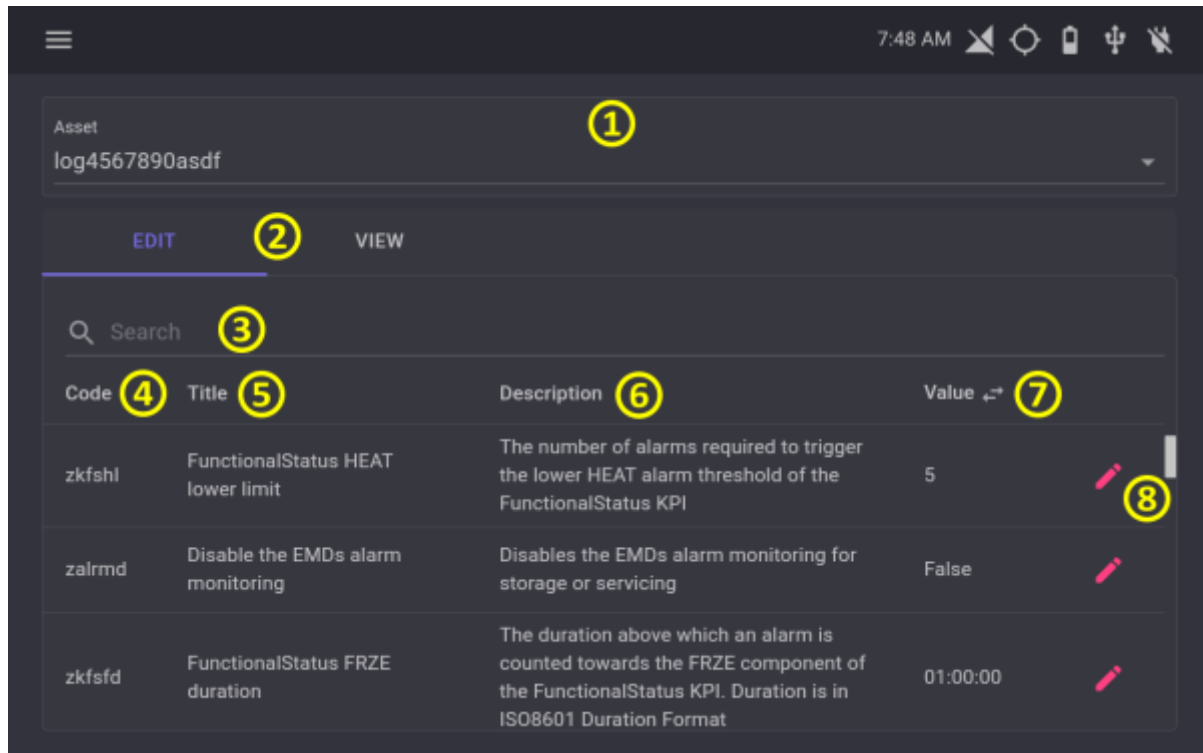 7:48 AM
1
Asset
log4567890asdf
EDIT 2 VIEW
Search 3
Code 4 Title 5 Description 6 Value 7
zkfshl
FunctionalStatus HEAT
lower limit
The number of alarms required to trigger
the lower HEAT alarm threshold of the
FunctionalStatus KPI
5
8
zalrmd
Disable the EMDs alarm
monitoring
Disables the EMDs alarm monitoring for
storage or servicing
False
zkfsfd
FunctionalStatus FRZE
duration
The duration above which an alarm is
counted towards the FRZE component of
the FunctionalStatus KPI. Duration is in
ISO8601 Duration Format
01:00:00